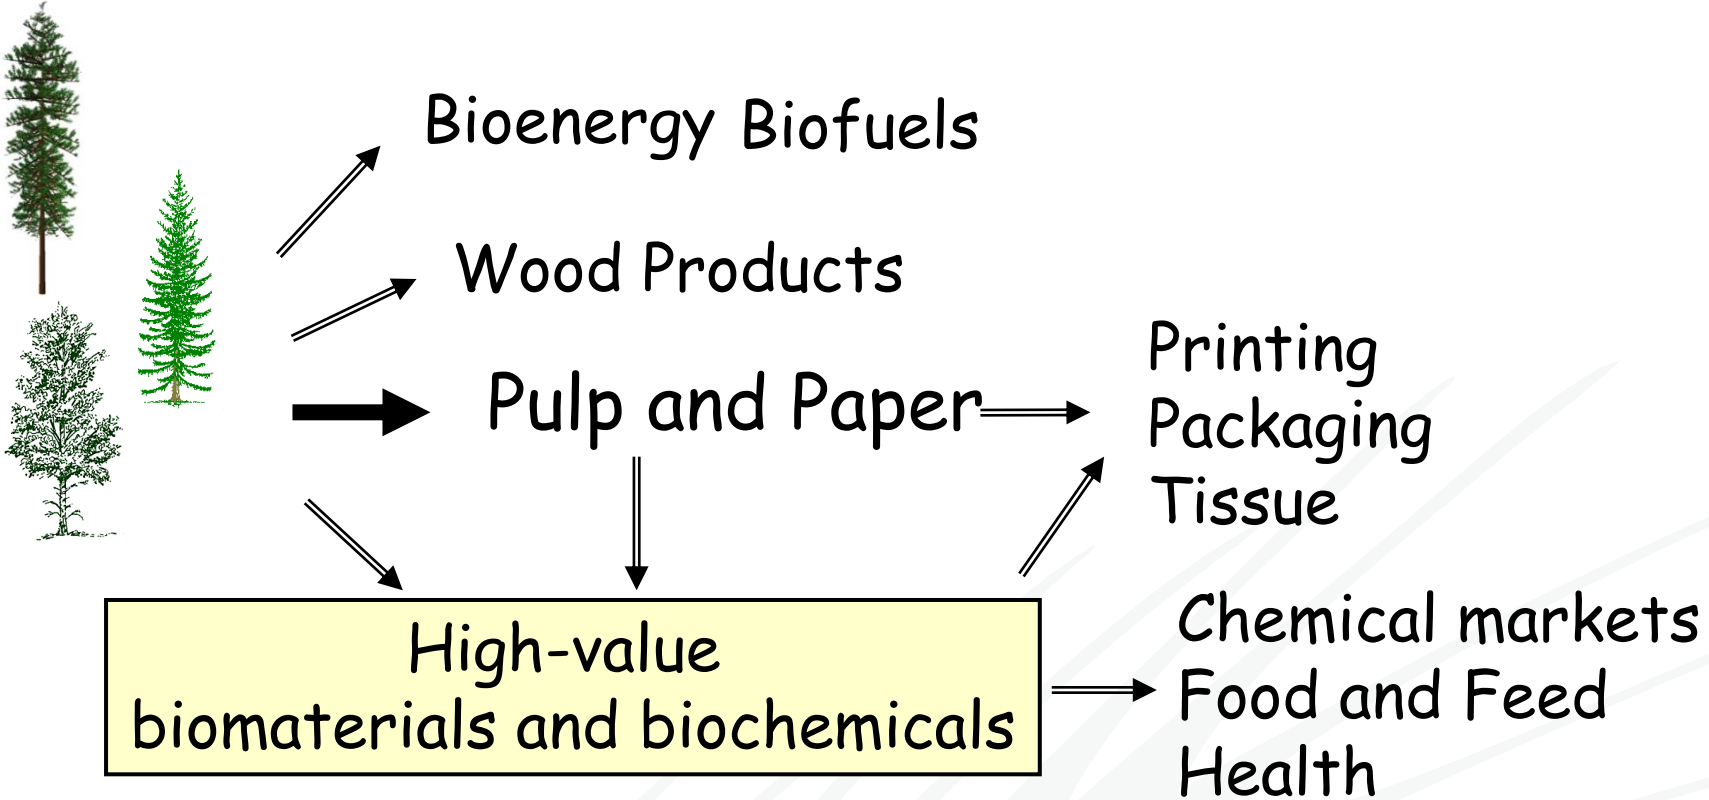 Bioenergy Biofuels
Wood Products
Pulp and Paper
Printing
Packaging
Tissue
High-value
biomaterials and biochemicals
Chemical markets
Food and Feed
Health